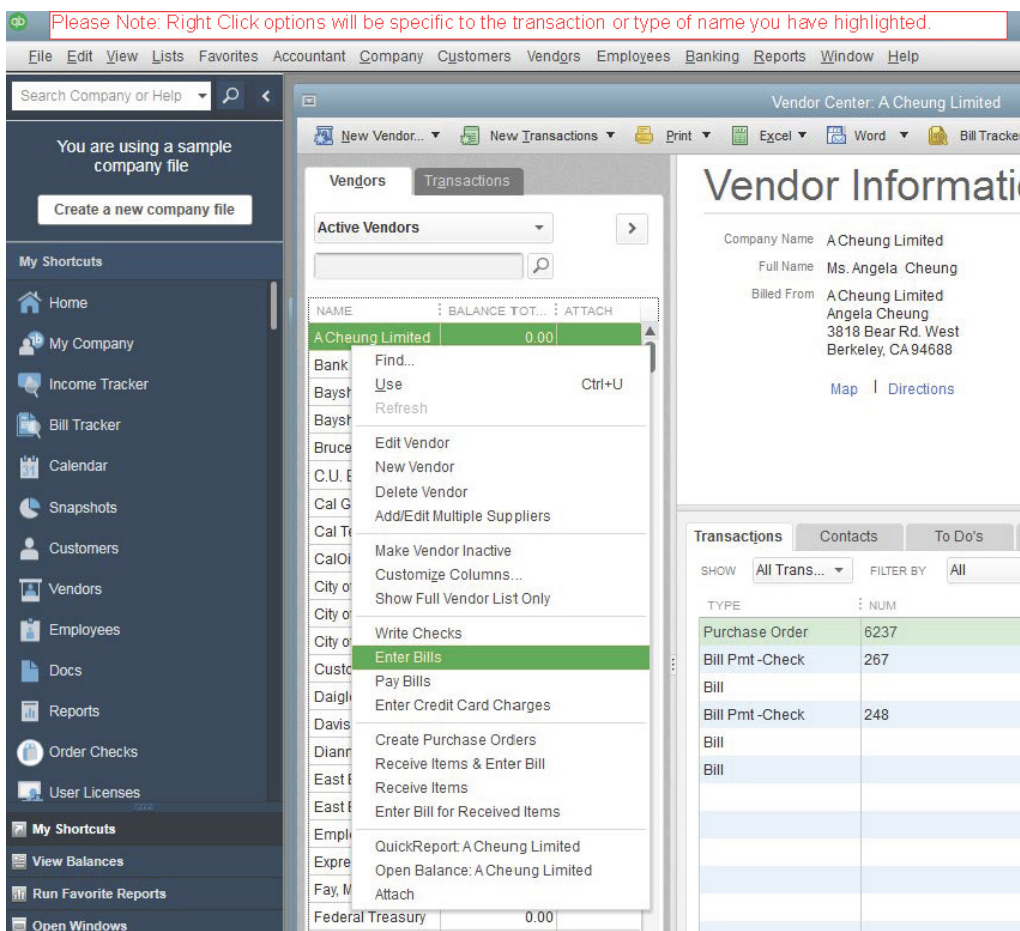 Please Note: Right Click options will be specific to the transaction or type of name you have highlighted.
File Edit View Lists Favorites Accountant Company Customers Vendors Employees Banking Reports Window Help
Search Company or Help
You are using a sample
company file
Create a new company file
My Shortcuts
Home
My Company
Income Tracker
Bill Tracker
Calendar
Snapshots
Customers
Vendors
Employees
Docs
Reports
Order Checks
User Licenses
My Shortcuts
View Balances
Run Favorite Reports
Open Windows
Vendor Center: A Cheung Limited
New Vendor... New Transactions Print Excel Word Bill Tracke
Vendors Transactions
Active Vendors
NAME BALANCE TOT... ATTACH
A Cheung Limited 0.00
Bank
Baysh
Baysh
Bruce
C.U. E
Cal G
Cal Te
CalOi
City of
City of
City of
Custo
Daigl
Davis
Diann
East B
East B
Emplo
Expre
Fay, M
Federal Treasury 0.00
Find...
Use Ctrl+U
Refresh
Edit Vendor
New Vendor
Delete Vendor
Add/Edit Multiple Suppliers
Make Vendor Inactive
Customize Columns...
Show Full Vendor List Only
Write Checks
Enter Bills
Pay Bills
Enter Credit Card Charges
Create Purchase Orders
Receive Items & Enter Bill
Receive Items
Enter Bill for Received Items
QuickReport: A Cheung Limited
Open Balance: A Cheung Limited
Attach
Vendor Informati
Company Name A Cheung Limited
Full Name Ms. Angela Cheung
Billed From A Cheung Limited
Angela Cheung
3818 Bear Rd. West
Berkeley, CA 94688
Map | Directions
Transactions Contacts To Do's
SHOW All Trans... FILTER BY All
TYPE NUM
Purchase Order 6237
Bill Pmt -Check 267
Bill
Bill Pmt -Check 248
Bill
Bill